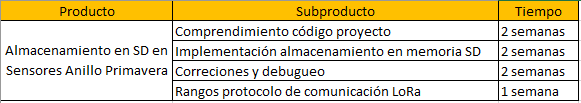 Producto Subproducto Tiempo
Comprendimiento código proyecto 2 semanas
Almacenamiento en SD en Sensores Anillo Primavera
Implementación almacenamiento en memoria SD 2 semanas
Correciones y debugueo 2 semanas
Rangos protocolo de comunicación LoRa 1 semana